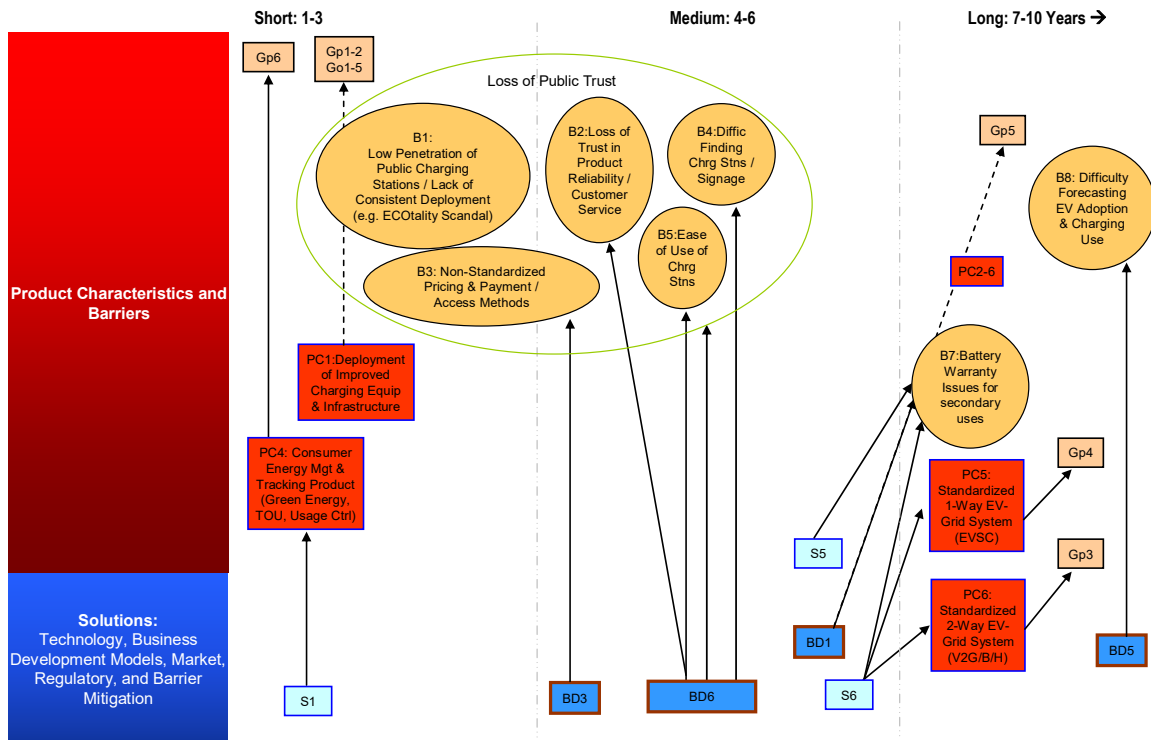 Short: 1-3
Medium: 4-6
Long: 7-10 Years →
Gp6
Gp1-2
Go1-5
Loss of Public Trust
B1:
Low Penetration of
Public Charging
Stations / Lack of
Consistent Deployment
(e.g. ECOtality Scandal)
B2:Loss of
Trust in
Product
Reliability /
Customer
Service
B4:Diffic
Finding
Chrg Stns /
Signage
B5:Ease
of Use of
Chrg
Stns
B3: Non-Standardized
Pricing & Payment /
Access Methods
Gp5
B8: Difficulty
Forecasting
EV Adoption
& Charging
Use
PC2-6
Product Characteristics and
Barriers
PC1:Deployment
of Improved
Charging Equip
& Infrastructure
B7:Battery
Warranty
Issues for
secondary
uses
PC4: Consumer
Energy Mgt &
Tracking Product
(Green Energy,
TOU, Usage Ctrl)
Gp4
PC5:
Standardized
1-Way EV-
Grid System
(EVSC)
S5
Gp3
PC6:
Standardized
2-Way EV-
Grid System
(V2G/B/H)
Solutions:
Technology, Business
Development Models, Market,
Regulatory, and Barrier
Mitigation
S1
BD3
BD6
BD1
S6
BD5